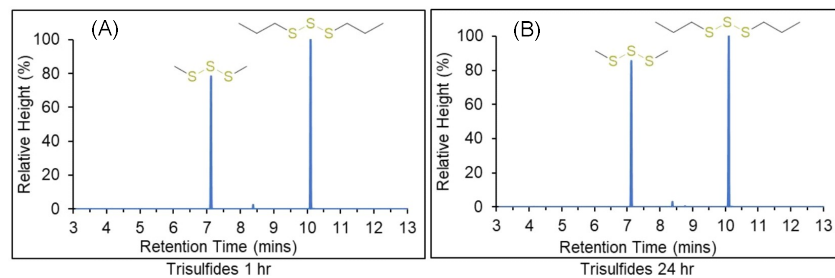 (A)
S S S
S S S
100
80
60
40
20
0
Relative Height (%)
3 4 5 6 7 8 9 10 11 12 13
Retention Time (mins)
Trisulfides 1 hr
(B)
S S S
S S S
100
80
60
40
20
0
Relative Height (%)
3 4 5 6 7 8 9 10 11 12 13
Retention Time (mins)
Trisulfides 24 hr